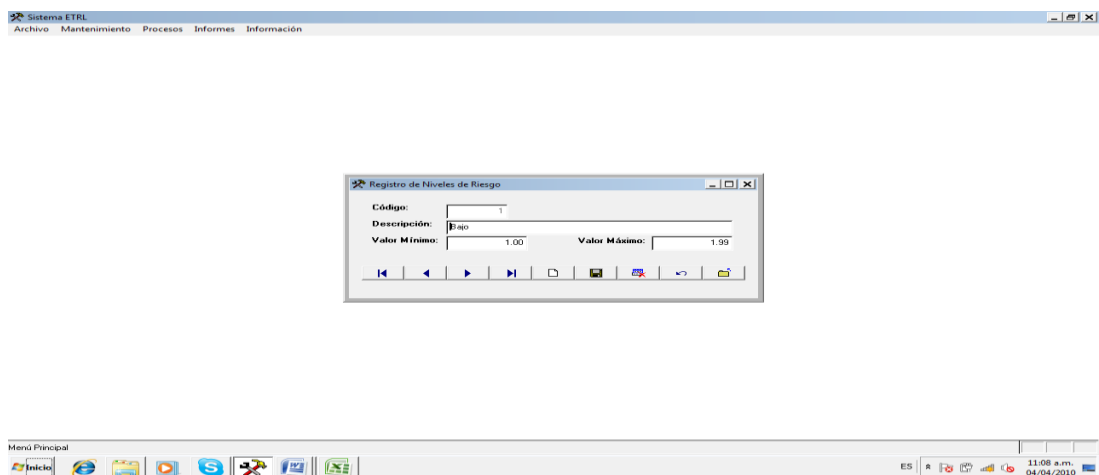 Sistema ETRL
Archivo Mantenimiento Procesos Informes Información
Registro de Niveles de Riesgo
Código: 1
Descripción: Bajo
Valor Mínimo: 1.00 Valor Máximo: 1.99
Menú Principal
Inicio ES 11:08 a.m.
04/04/2010